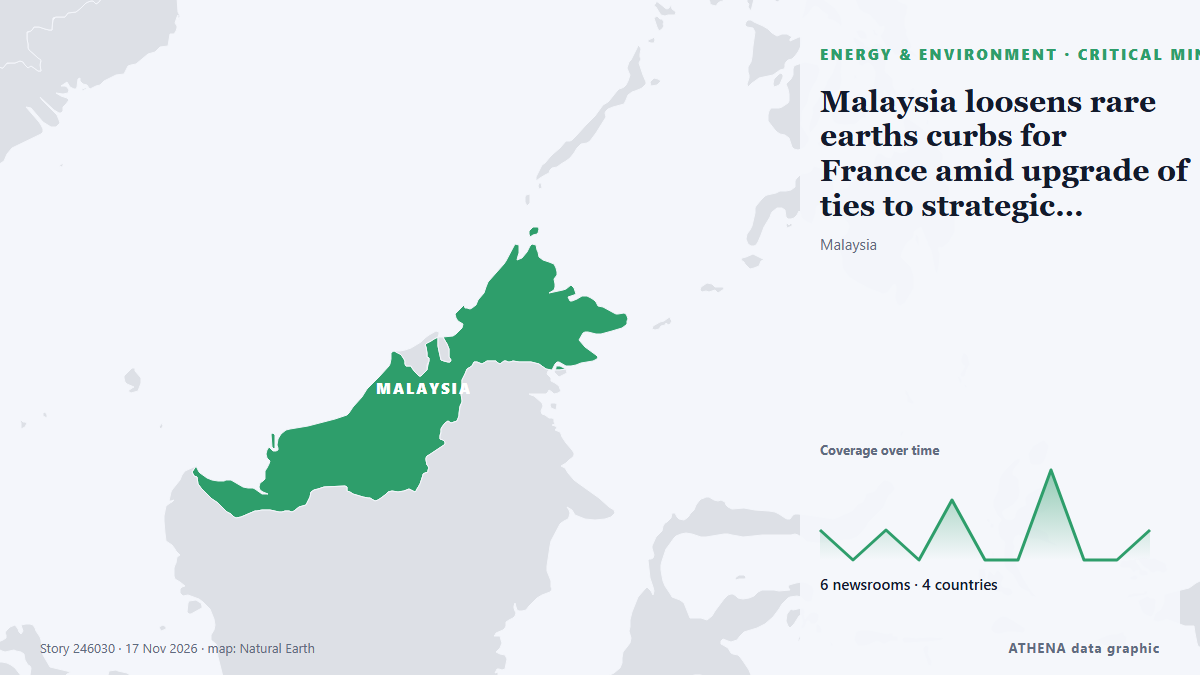 ENERGY & ENVIRONMENT · CRITICAL MIN
Malaysia loosens rare
earths curbs for
France amid upgrade of
ties to strategic...
Malaysia
MALAYSIA
Coverage over time
6 newsrooms · 4 countries
Story 246030 · 17 Nov 2026 · map: Natural Earth
ATHENA data graphic